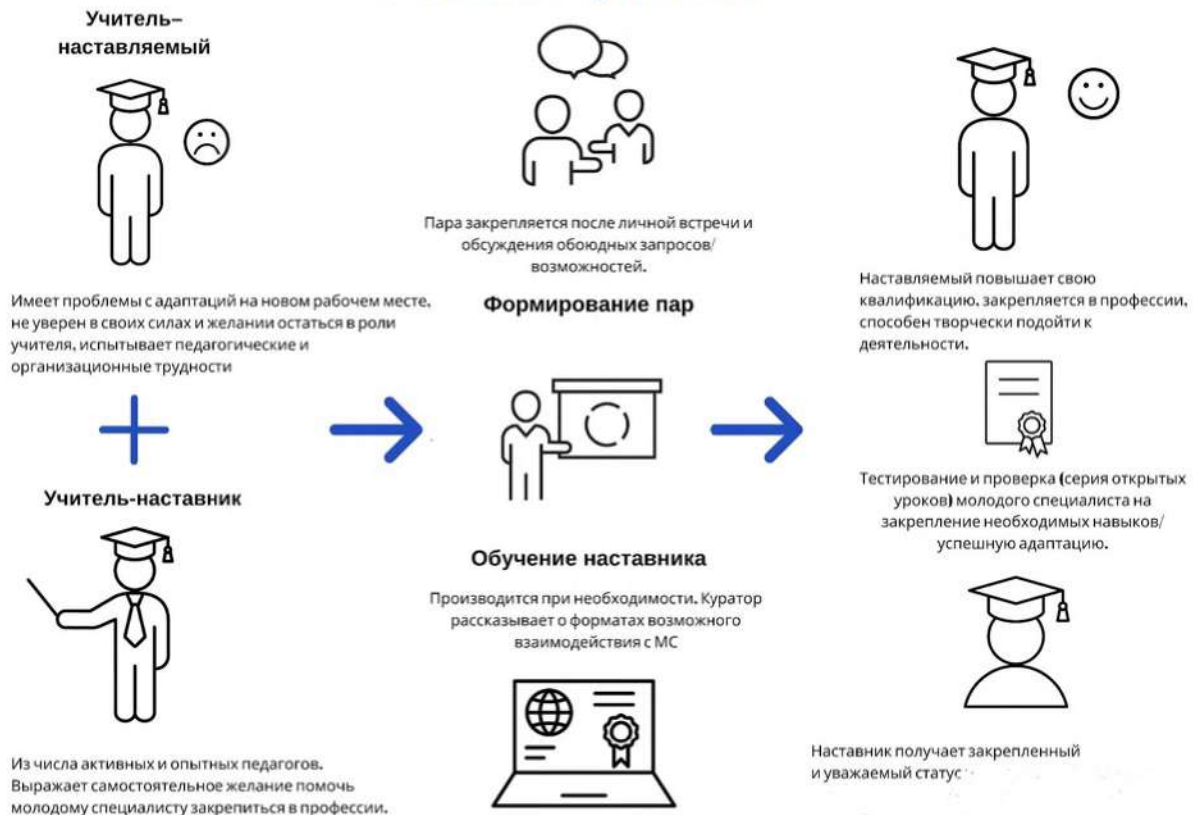 Учитель–
наставляемый
Имеет проблемы с адаптаций на новом рабочем месте,
не уверен в своих силах и желании остаться в роли
учителя, испытывает педагогические и
организационные трудности
Учитель-наставник
Из числа активных и опытных педагогов.
Выражает самостоятельное желание помочь
молодому специалисту закрепиться в профессии.
Пара закрепляется после личной встречи и
обсуждения обоюдных запросов/
возможностей.
Формирование пар
Обучение наставника
Производится при необходимости. Куратор
рассказывает о форматах возможного
взаимодействия с МС
Наставляемый повышает свою
квалификацию, закрепляется в профессии,
способен творчески подойти к
деятельности.
Тестирование и проверка (серия открытых
уроков) молодого специалиста на
закрепление необходимых навыков/
успешную адаптацию.
Наставник получает закрепленный
и уважаемый статус